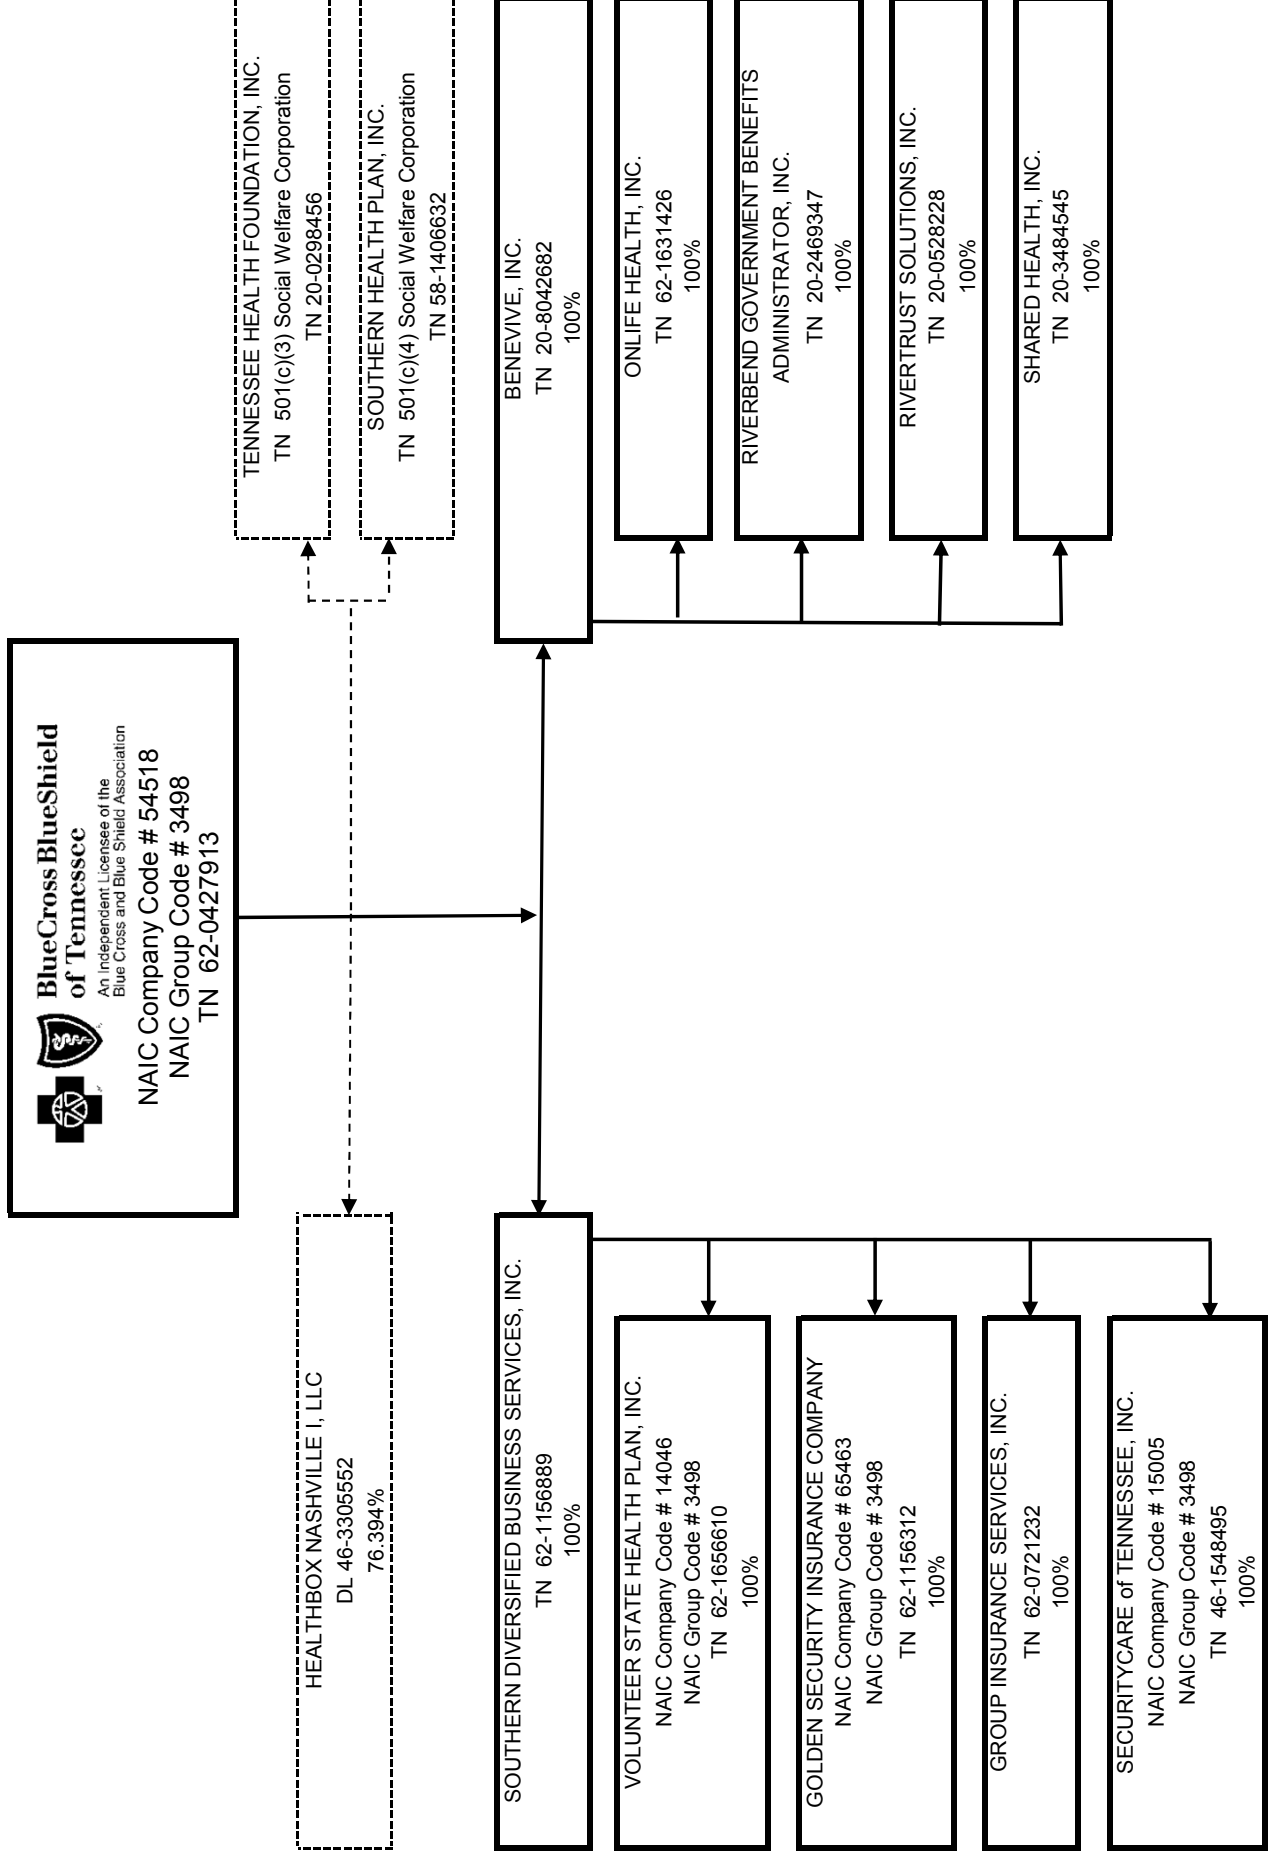 BlueCross BlueShield
of Tennessee
An Independent Licensee of the
Blue Cross and Blue Shield Association
NAIC Company Code # 54518
NAIC Group Code # 3498
TN 62-0427913
HEALTHBOX NASHVILLE I, LLC
DL 46-3305552
76.394%
TENNESSEE HEALTH FOUNDATION, INC.
TN 501(c)(3) Social Welfare Corporation
TN 20-0298456
SOUTHERN HEALTH PLAN, INC.
TN 501(c)(4) Social Welfare Corporation
TN 58-1406632
SOUTHERN DIVERSIFIED BUSINESS SERVICES, INC.
TN 62-1156889
100%
VOLUNTEER STATE HEALTH PLAN, INC.
NAIC Company Code # 14046
NAIC Group Code # 3498
TN 62-1656610
100%
GOLDEN SECURITY INSURANCE COMPANY
NAIC Company Code # 65463
NAIC Group Code # 3498
TN 62-1156312
100%
GROUP INSURANCE SERVICES, INC.
TN 62-0721232
100%
SECURITYCARE of TENNESSEE, INC.
NAIC Company Code # 15005
NAIC Group Code # 3498
TN 46-1548495
100%
BENEVIVE, INC.
TN 20-8042682
100%
ONLIFE HEALTH, INC.
TN 62-1631426
100%
RIVERBEND GOVERNMENT BENEFITS
ADMINISTRATOR, INC.
TN 20-2469347
100%
RIVERTRUST SOLUTIONS, INC.
TN 20-0528228
100%
SHARED HEALTH, INC.
TN 20-3484545
100%